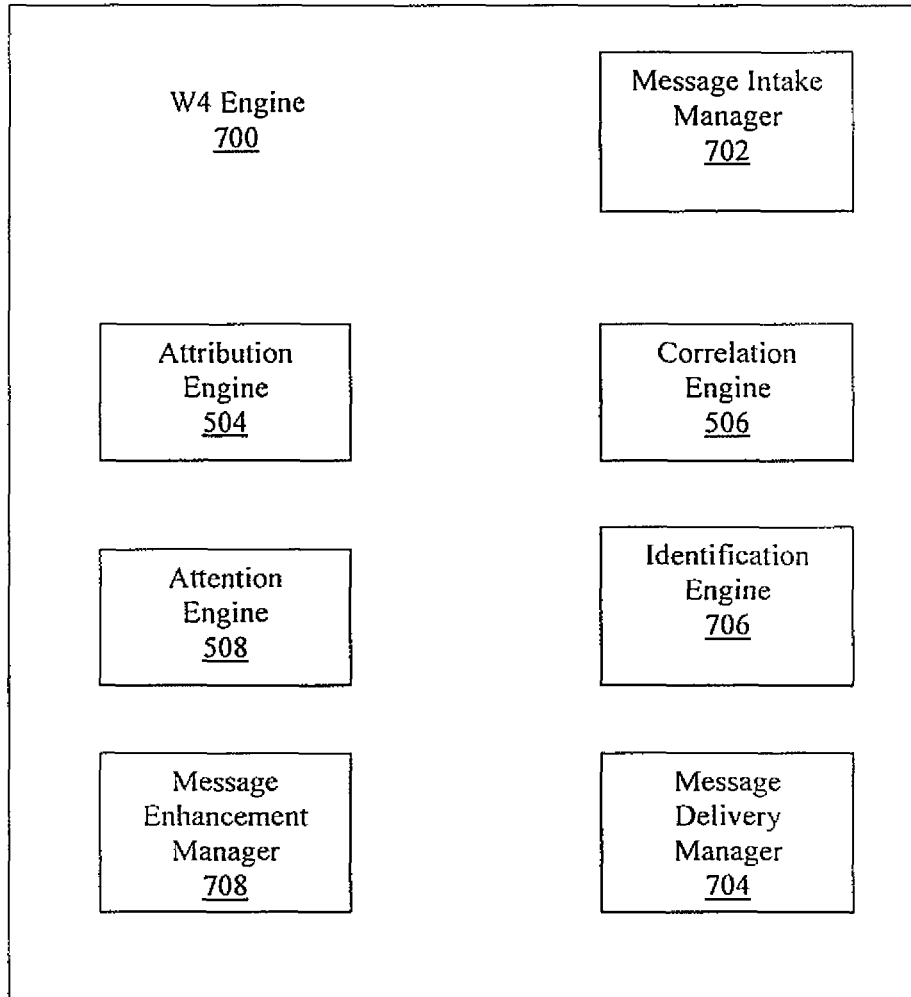 W4 Engine
700
Message Intake
Manager
702
Attribution
Engine
504
Correlation
Engine
506
Attention
Engine
508
Identification
Engine
706
Message
Enhancement
Manager
708
Message
Delivery
Manager
704